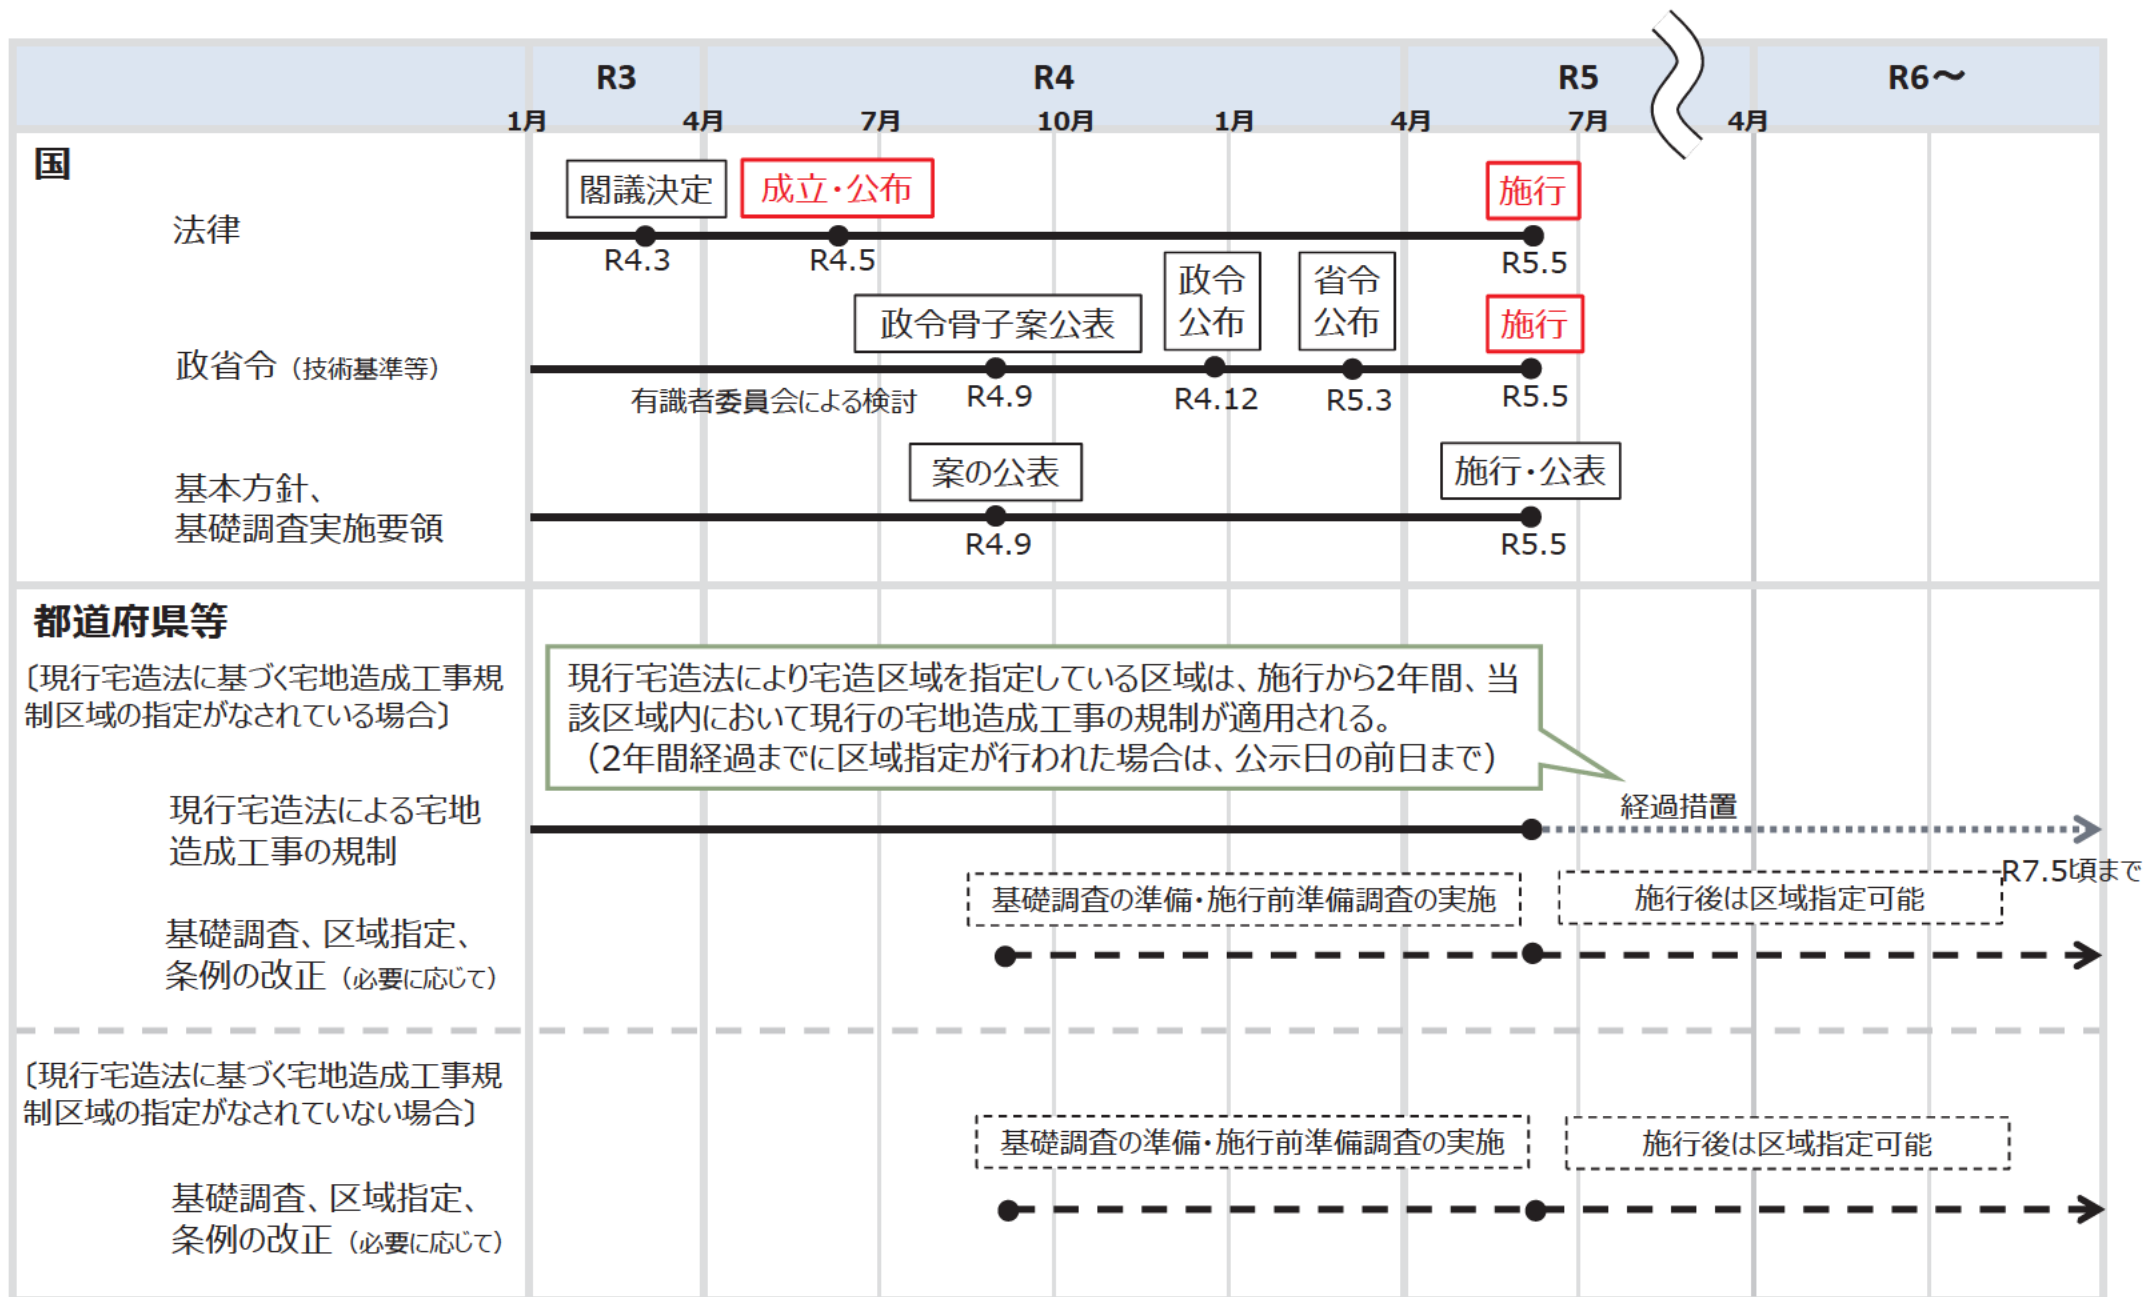 R3 R4 R5 R6～
1月 4月 7月 10月 1月 4月 7月 4月
国
閣議決定 成立・公布 施行
法律
R4.3 R4.5 R5.5
政令
公布
省令
公布
政令骨子案公表 施行
政省令（技術基準等）
有識者委員会による検討 R4.9 R4.12 R5.3 R5.5
案の公表 施行・公表
基本方針、
基礎調査実施要領
R4.9 R5.5
都道府県等
〔現行宅造法に基づく宅地造成工事規
制区域の指定がなされている場合〕
現行宅造法により宅造区域を指定している区域は、施行から2年間、当
該区域内において現行の宅地造成工事の規制が適用される。
（2年間経過までに区域指定が行われた場合は、公示日の前日まで）
現行宅造法による宅地
造成工事の規制
経過措置
R7.5頃まで
基礎調査の準備・施行前準備調査の実施 施行後は区域指定可能
基礎調査、区域指定、
条例の改正（必要に応じて）
〔現行宅造法に基づく宅地造成工事規
制区域の指定がなされていない場合〕
基礎調査の準備・施行前準備調査の実施 施行後は区域指定可能
基礎調査、区域指定、
条例の改正（必要に応じて）